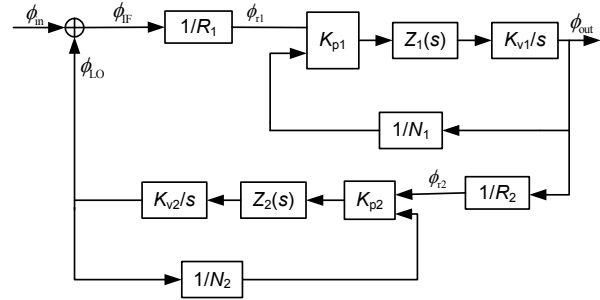 ϕin
ϕIF
1/R1
ϕr1
Kp1
Z1(s)
Kv1/s
ϕout
ϕLO
1/N1
Kv2/s
Z2(s)
Kp2
ϕr2
1/R2
1/N2